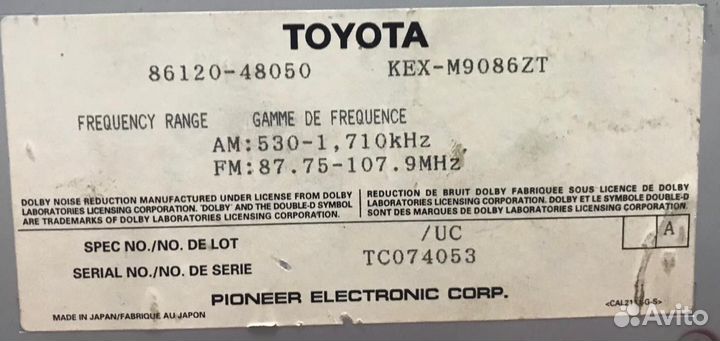 TOYOTA
86120-48050 KEX-M9086ZT
FREQUENCY RANGE GAMME DE FREQUENCE
AM:530-1,710kHz
FM:87.75-107.9MHz
DOLBY NOISE REDUCTION MANUFACTURED UNDER LICENSE FROM DOLBY
LABORATORIES LICENSING CORPORATION. 'DOLBY' AND THE DOUBLE-D SYMBOL
ARE TRADEMARKS OF DOLBY LABORATORIES LICENSING CORPORATION.
REDUCTION DE BRUIT DOLBY FABRIQUEE SOUS LICENCE DE DOLBY
LABORATORIES LICENSING CORPORATION. DOLBY ET LE SYMBOLE DOUBLE-D
SONT DES MARQUES DE DOLBY LABORATORIES LICENSING CORPORATION.
SPEC NO./NO. DE LOT /UC A
SERIAL NO./NO. DE SERIE TC074053
PIONEER ELECTRONIC CORP.
MADE IN JAPAN/FABRIQUE AU JAPON
Avito